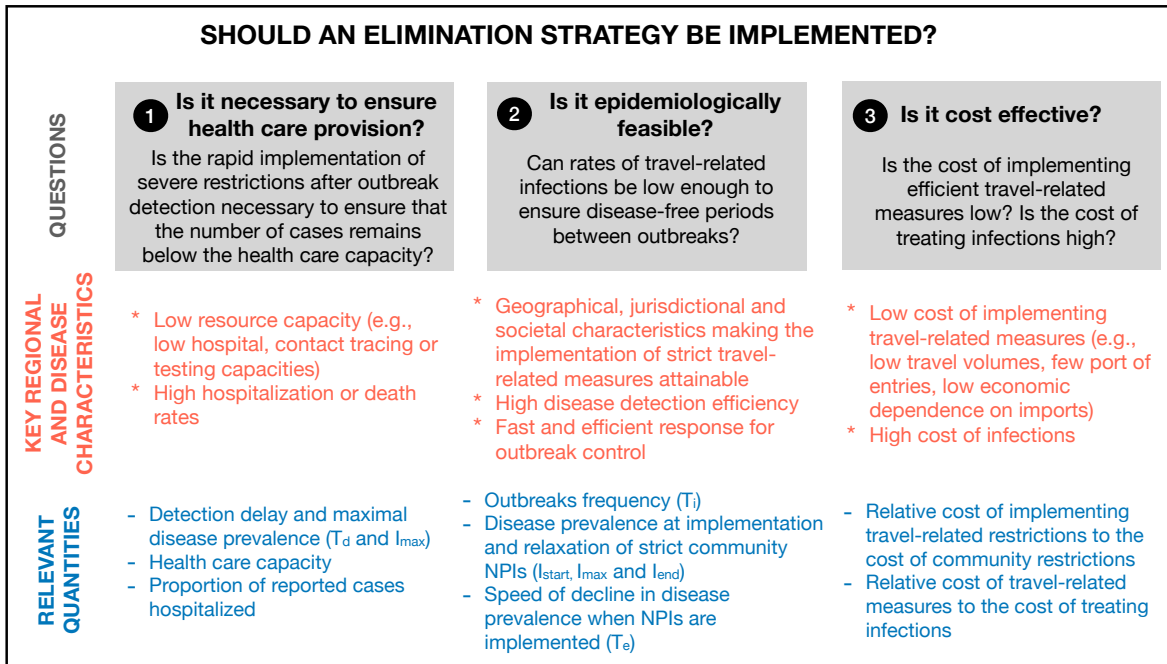 SHOULD AN ELIMINATION STRATEGY BE IMPLEMENTED?
QUESTIONS
1 Is it necessary to ensure
health care provision?
Is the rapid implementation of
severe restrictions after outbreak
detection necessary to ensure that
the number of cases remains
below the health care capacity?
2 Is it epidemiologically
feasible?
Can rates of travel-related
infections be low enough to
ensure disease-free periods
between outbreaks?
3 Is it cost effective?
Is the cost of implementing
efficient travel-related
measures low? Is the cost of
treating infections high?
KEY REGIONAL
AND DISEASE
CHARACTERISTICS
* Low resource capacity (e.g.,
low hospital, contact tracing or
testing capacities)
* High hospitalization or death
rates
* Geographical, jurisdictional and
societal characteristics making the
implementation of strict travel-
related measures attainable
* High disease detection efficiency
* Fast and efficient response for
outbreak control
* Low cost of implementing
travel-related measures (e.g.,
low travel volumes, few port of
entries, low economic
dependence on imports)
* High cost of infections
RELEVANT
QUANTITIES
- Detection delay and maximal
disease prevalence (Td and Imax)
- Health care capacity
- Proportion of reported cases
hospitalized
- Outbreaks frequency (Ti)
- Disease prevalence at implementation
and relaxation of strict community
NPIs (Istart, Imax and Iend)
- Speed of decline in disease
prevalence when NPIs are
implemented (Te)
- Relative cost of implementing
travel-related restrictions to the
cost of community restrictions
- Relative cost of travel-related
measures to the cost of treating
infections